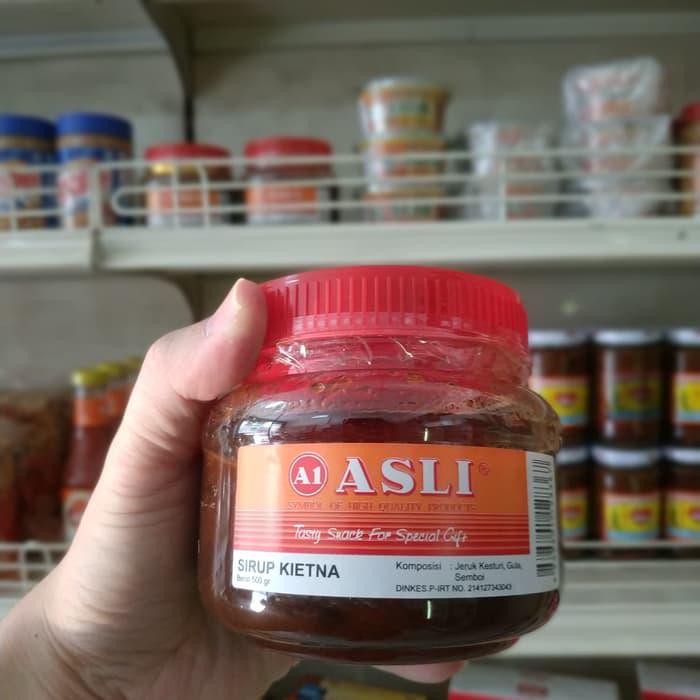 A1 ASLI®
SYMBOL OF HIGH QUALITY PRODUCTS
Tasty Snack For Special Gift
SIRUP KIETNA
Berat 500 gr
Komposisi : Jeruk Kesturi, Gula,
Semboi
DINKES.P-IRT NO. 214127343043